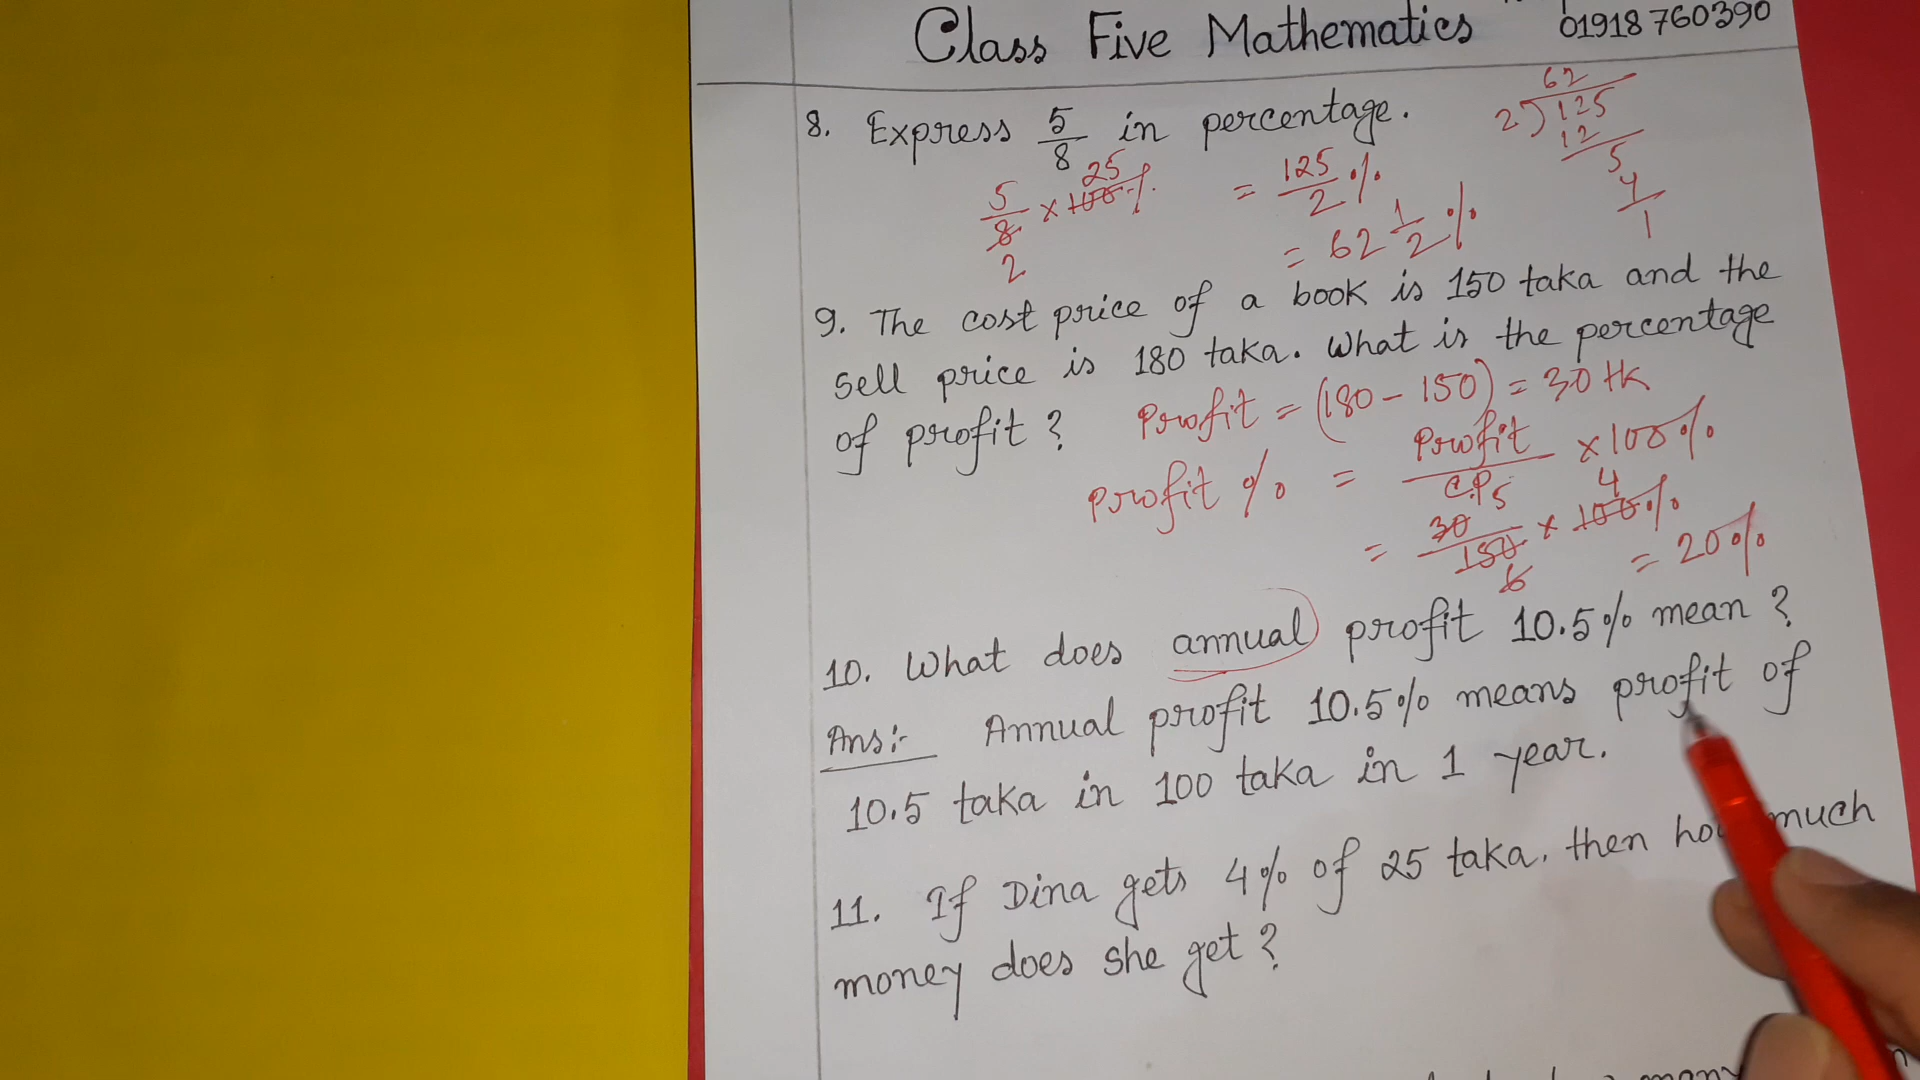 Class Five Mathematics 01918 760390
8. Express 5/8 in percentage.
5/8 × 100% 25 2
= 125/2 %
= 62 1/2 %
62
2)125
12
5
4
1
9. The cost price of a book is 150 taka and the
sell price is 180 taka. What is the percentage
of profit?
Profit = (180 - 150) = 30 tk
Profit % = Profit/C.P × 100%
= 30/150 × 100% 5 4
= 20%
10. What does annual profit 10.5% mean?
Ans:- Annual profit 10.5% means profit of
10.5 taka in 100 taka in 1 year.
11. If Dina gets 4% of 25 taka, then how much
money does she get?
many